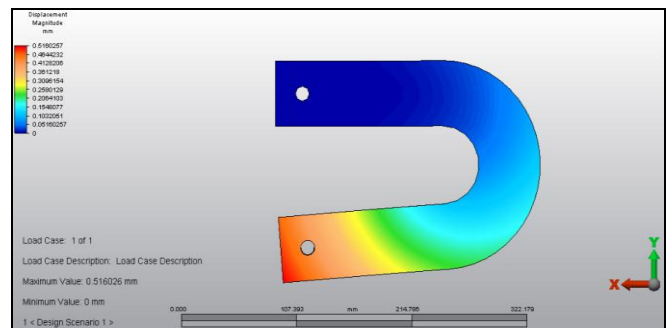 Displacement
Magnitude
mm
0.5160257
0.4644232
0.4128206
0.361218
0.3096154
0.2580129
0.2064103
0.1548077
0.1032051
0.05160257
0
Load Case: 1 of 1
Load Case Description: Load Case Description
Maximum Value: 0.516026 mm
Minimum Value: 0 mm
1 < Design Scenario 1 >
0.000 107.393 mm 214.786 322.179
Y
X